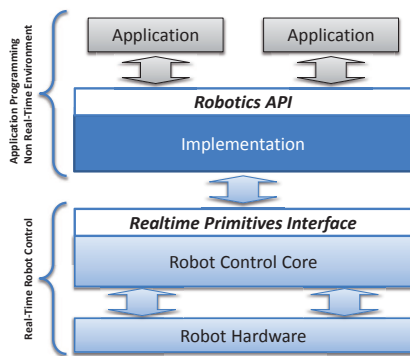 Application Programming
Non Real-Time Environment
Application
Application
Robotics API
Implementation
Real-Time Robot Control
Realtime Primitives Interface
Robot Control Core
Robot Hardware